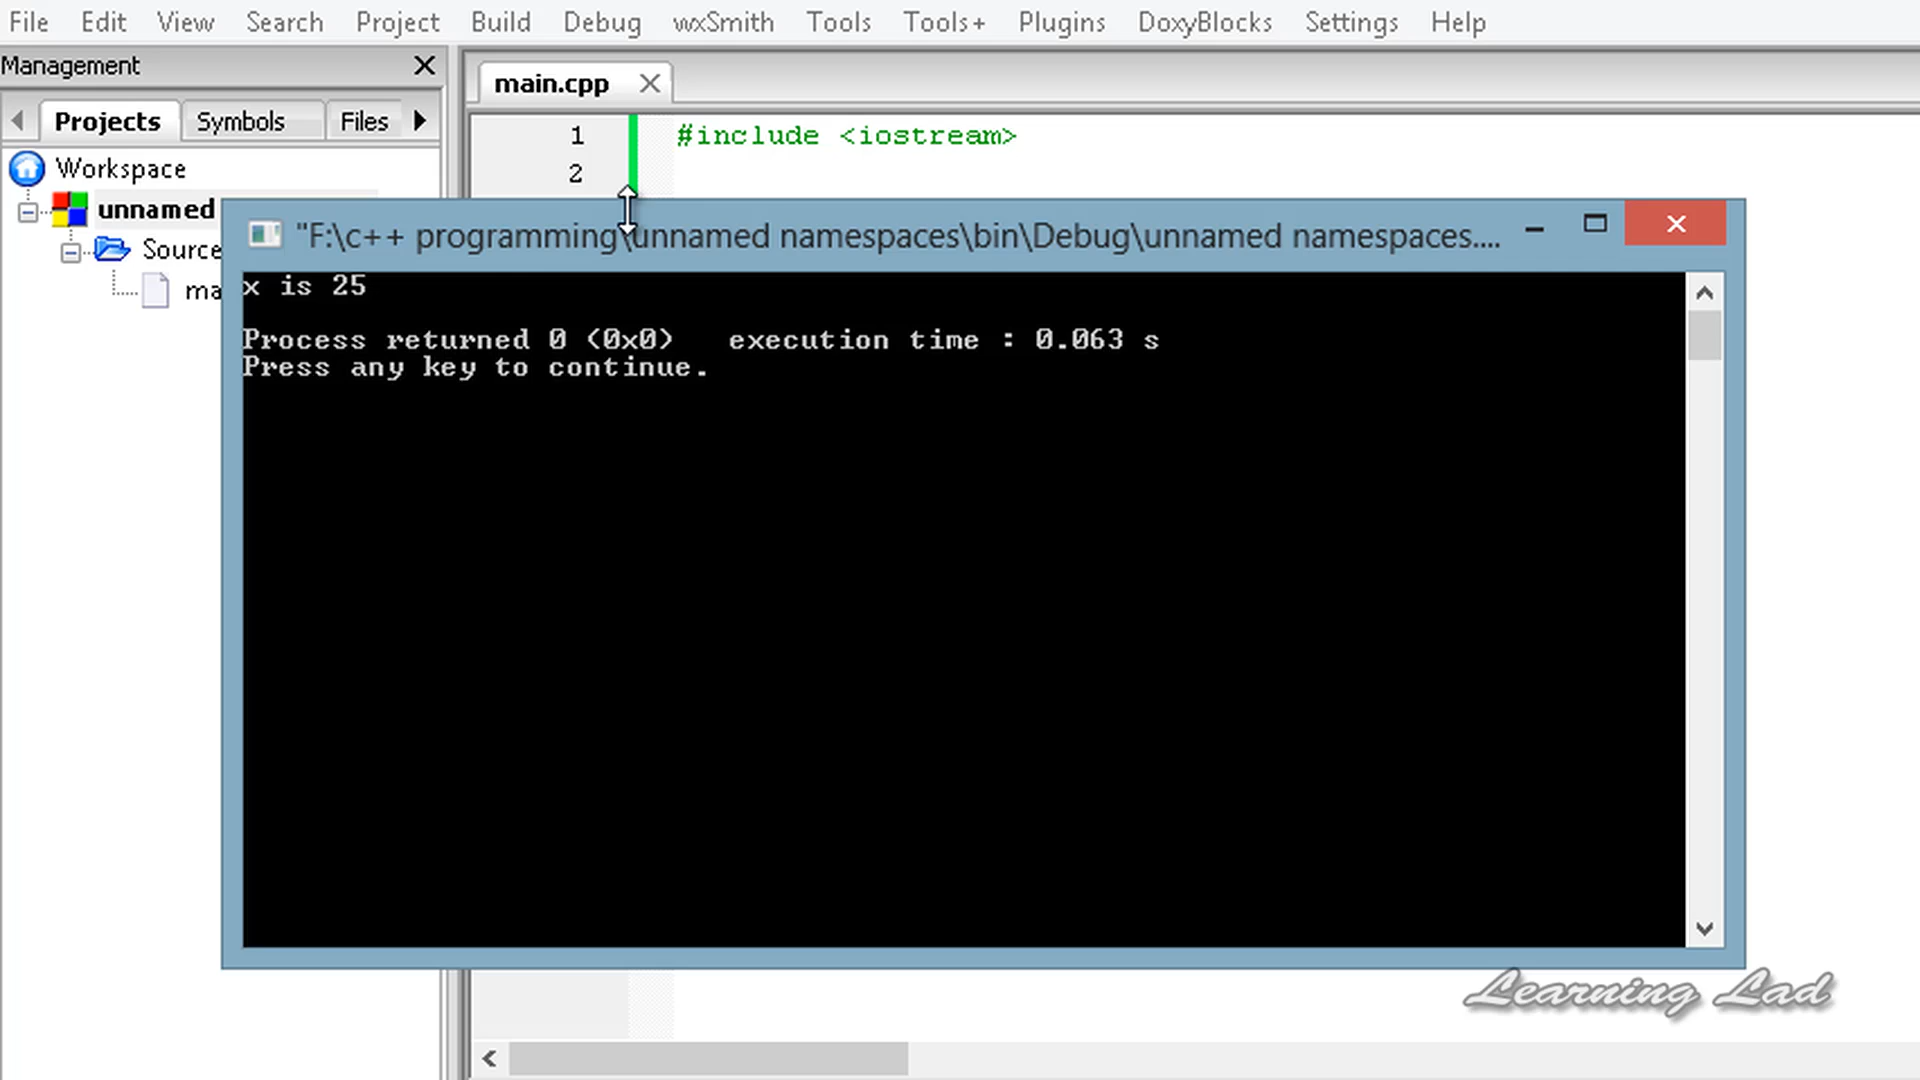 File Edit View Search Project Build Debug wxSmith Tools Tools+ Plugins DoxyBlocks Settings Help
Management
main.cpp
Projects Symbols Files
1 #include <iostream>
2
Workspace
unnamed
Source
ma
"F:\c++ programming\unnamed namespaces\bin\Debug\unnamed namespaces....
x is 25
Process returned 0 (0x0) execution time : 0.063 s
Press any key to continue.
Learning Lad